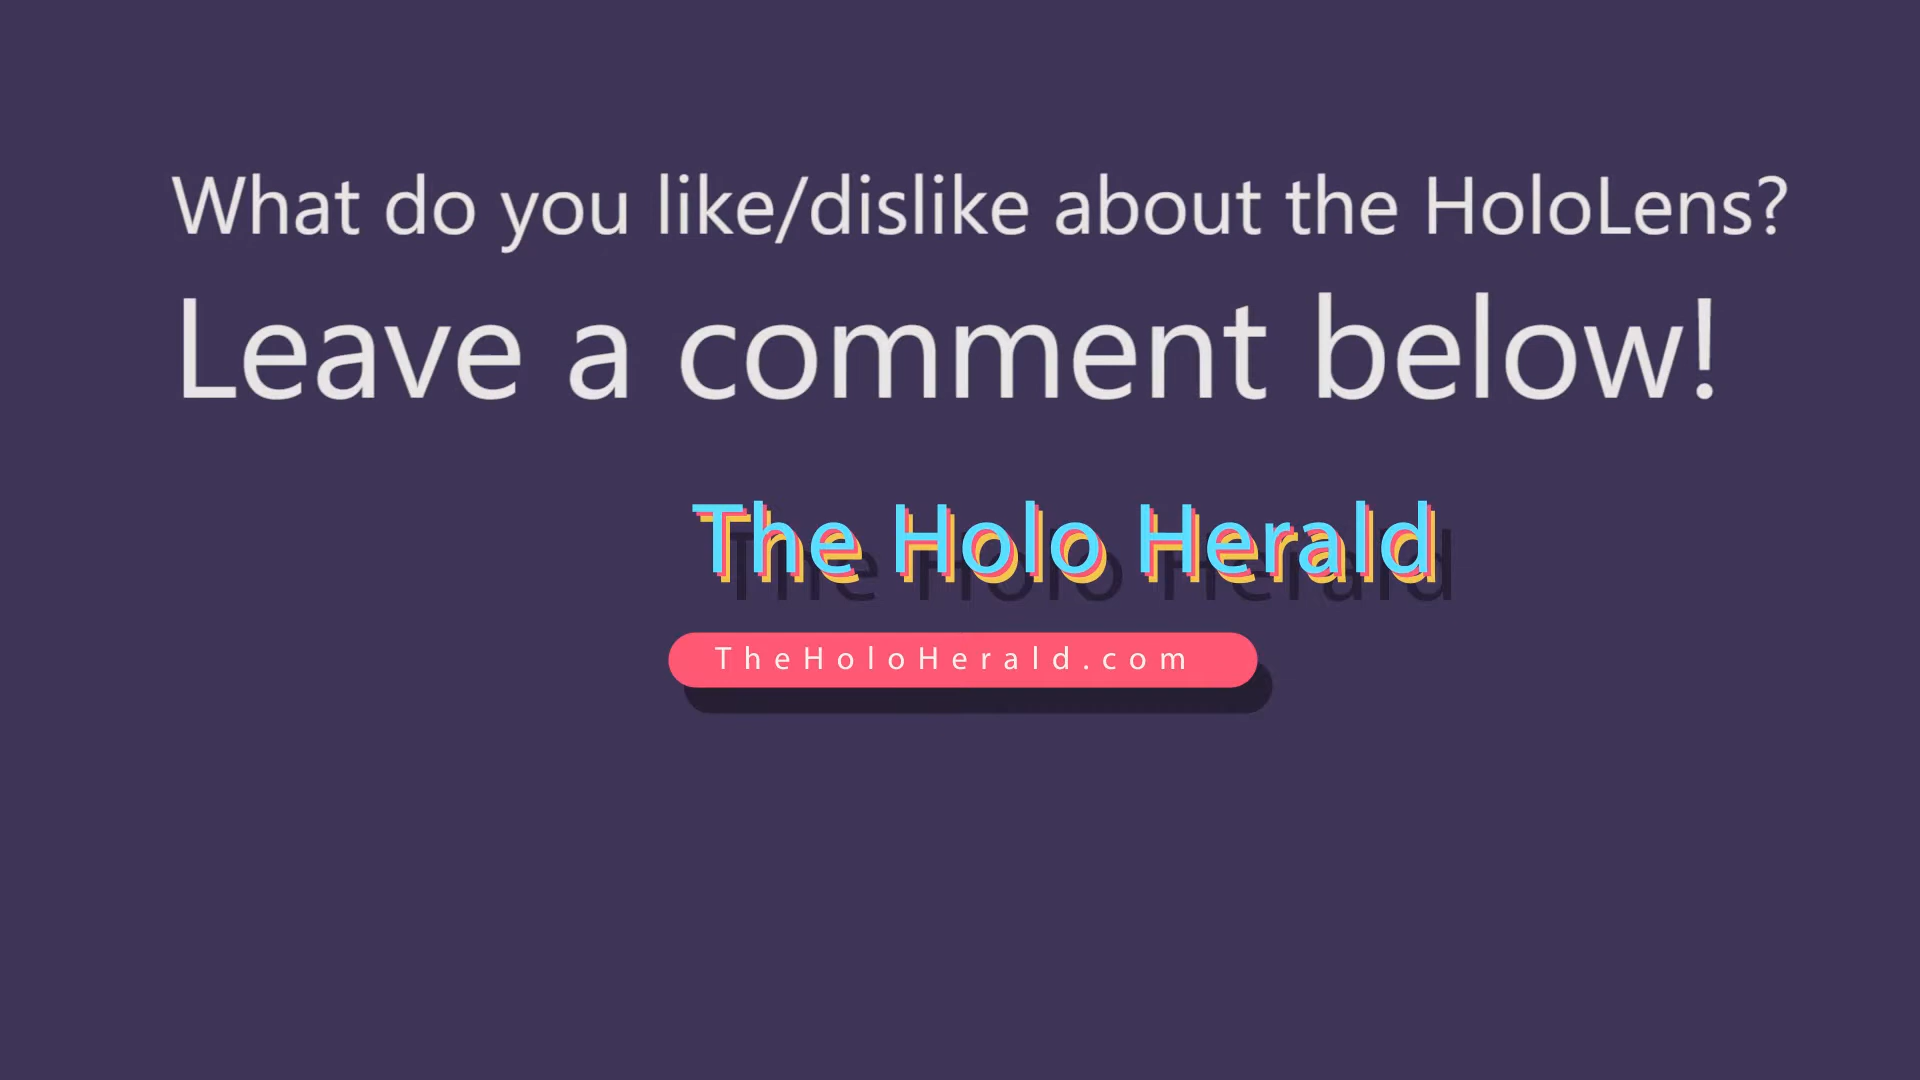 What do you like/dislike about the HoloLens?
Leave a comment below!
The Holo Herald
TheHoloHerald.com